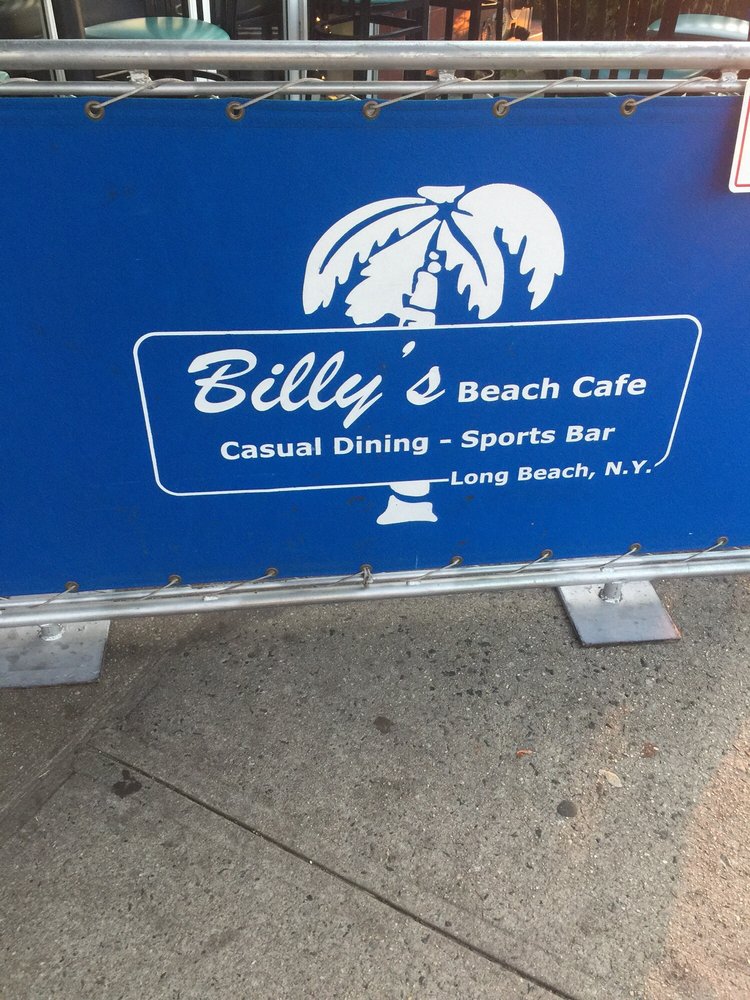 Billy's Beach Cafe
Casual Dining - Sports Bar
Long Beach, N.Y.